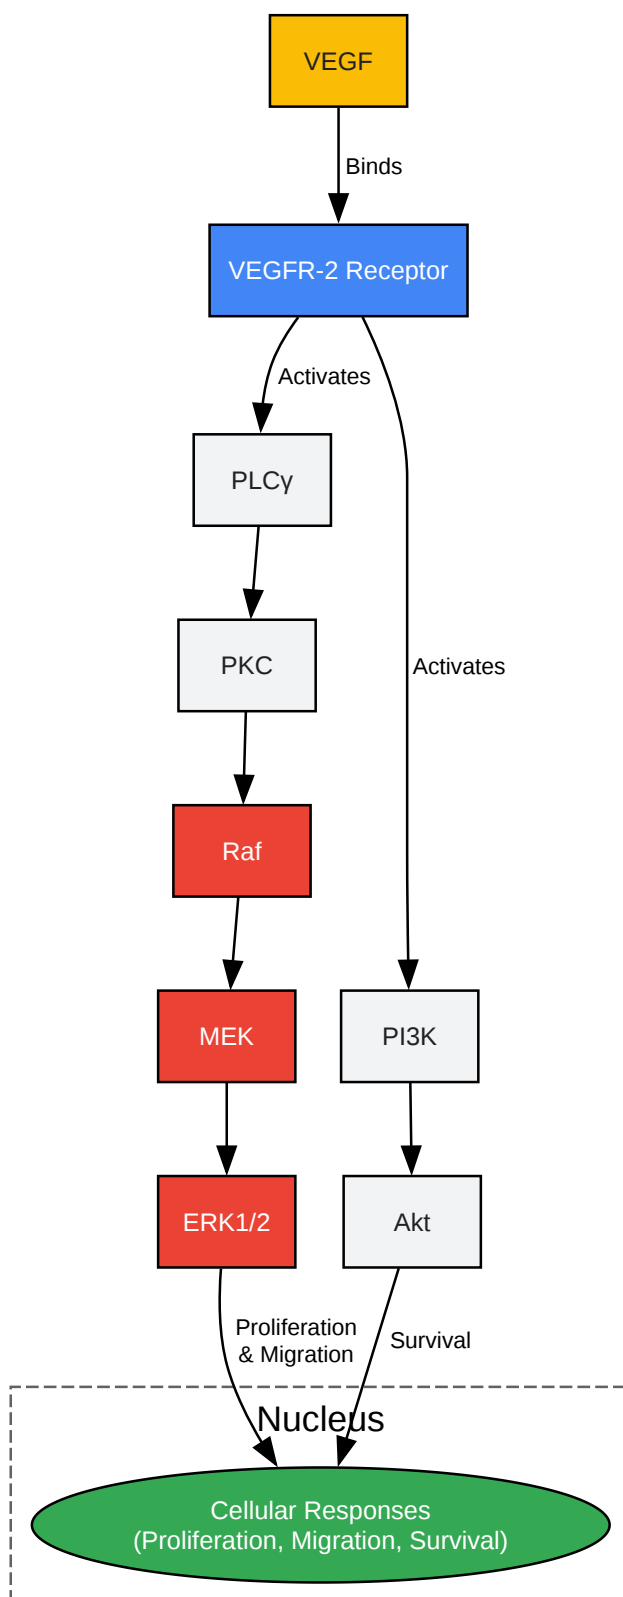 VEGF
Binds
VEGFR-2 Receptor
Activates
PLCγ
PKC
Activates
Raf
MEK
PI3K
ERK1/2
Akt
Proliferation
& Migration
Survival
Nucleus
Cellular Responses
(Proliferation, Migration, Survival)